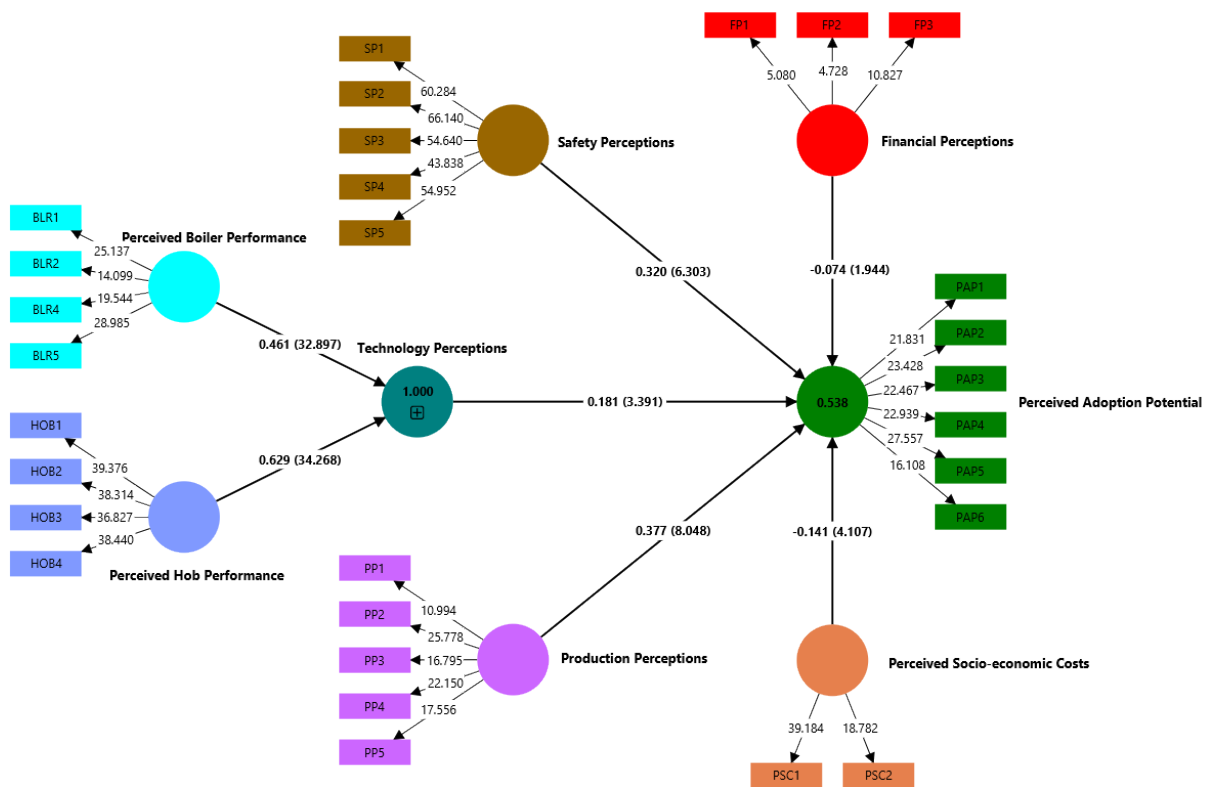 FP1
FP2
FP3
5.080
4.728
10.827
Financial Perceptions
SP1
SP2
SP3
SP4
SP5
60.284
66.140
54.640
43.838
54.952
Safety Perceptions
BLR1
BLR2
BLR4
BLR5
25.137
14.099
19.544
28.985
Perceived Boiler Performance
0.320 (6.303)
-0.074 (1.944)
0.461 (32.897)
Technology Perceptions
1.000
0.181 (3.391)
0.538
PAP1
PAP2
PAP3
PAP4
PAP5
PAP6
21.831
23.428
22.467
22.939
27.557
16.108
Perceived Adoption Potential
HOB1
HOB2
HOB3
HOB4
39.376
38.314
36.827
38.440
Perceived Hob Performance
0.629 (34.268)
0.377 (8.048)
-0.141 (4.107)
PP1
PP2
PP3
PP4
PP5
10.994
25.778
16.795
22.150
17.556
Production Perceptions
Perceived Socio-economic Costs
39.184
18.782
PSC1
PSC2